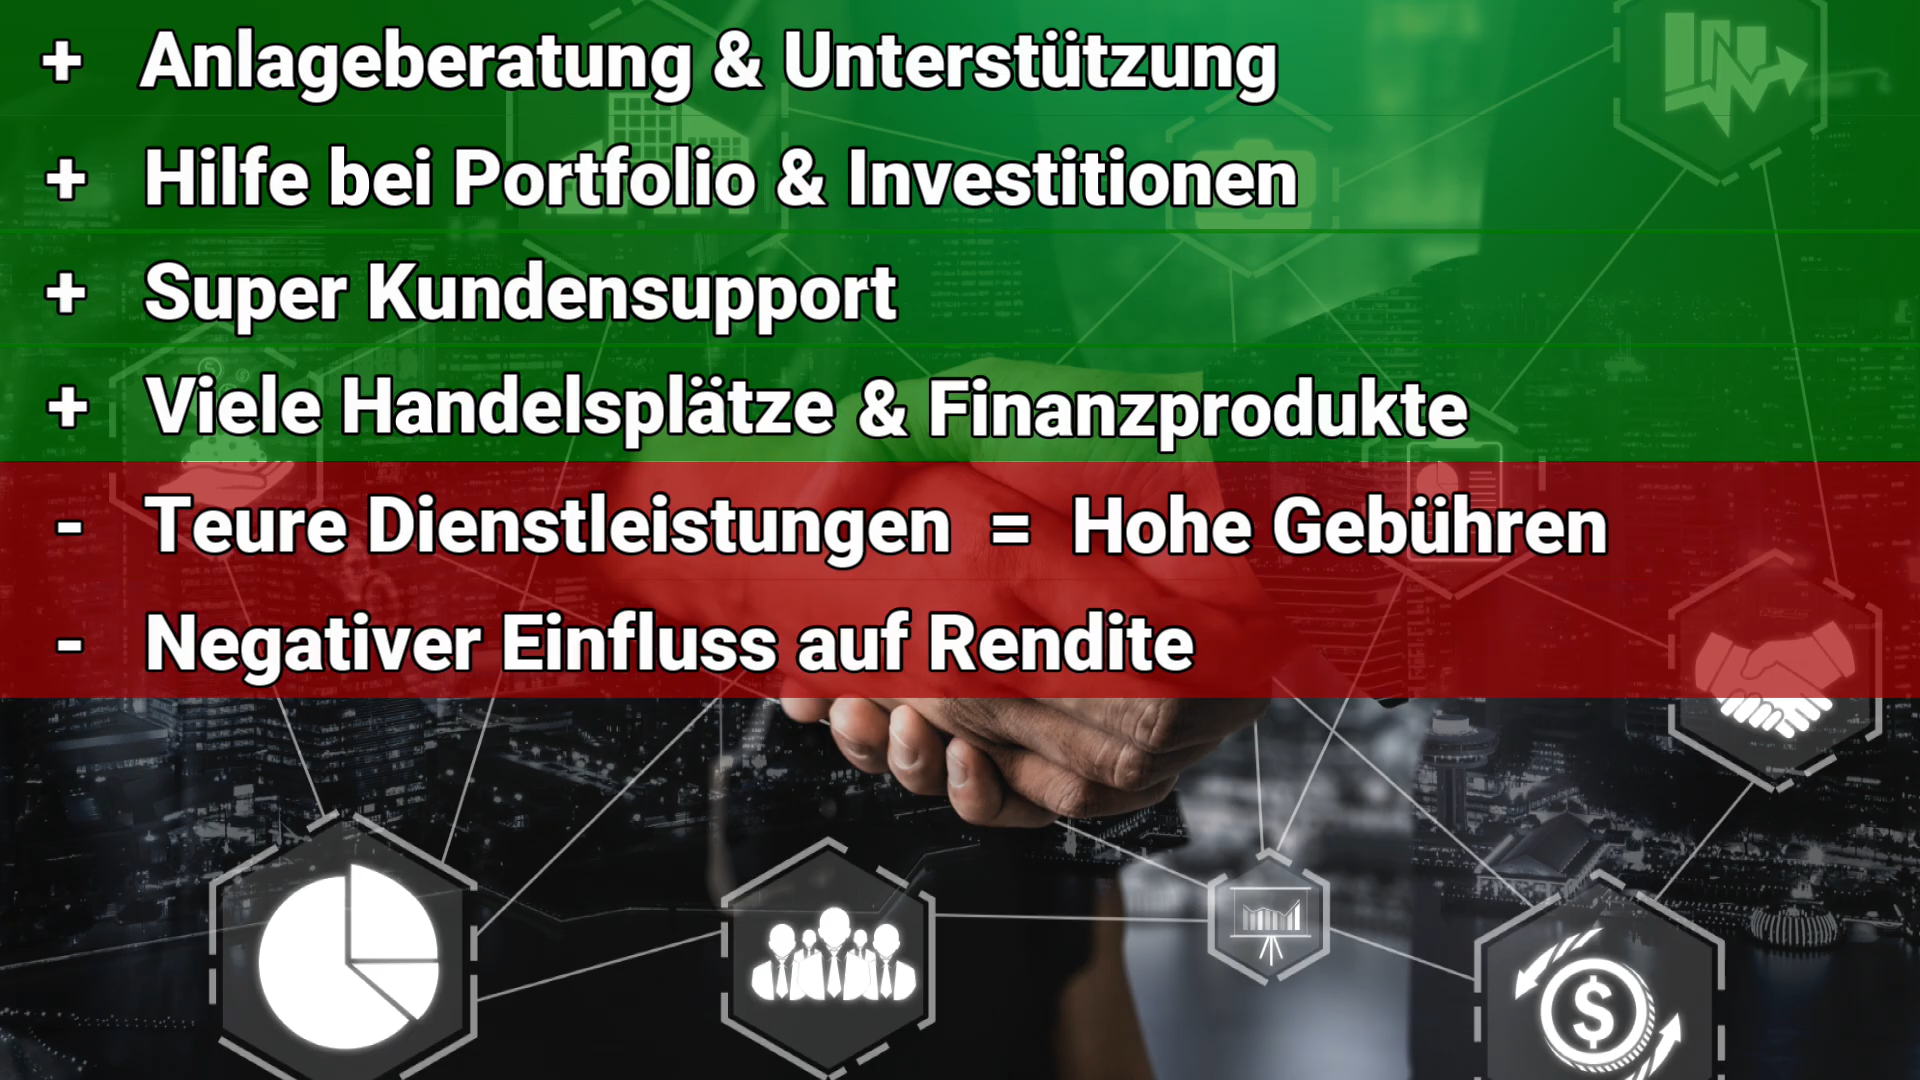 + Anlageberatung & Unterstützung
+ Hilfe bei Portfolio & Investitionen
+ Super Kundensupport
+ Viele Handelsplätze & Finanzprodukte
- Teure Dienstleistungen = Hohe Gebühren
- Negativer Einfluss auf Rendite
$